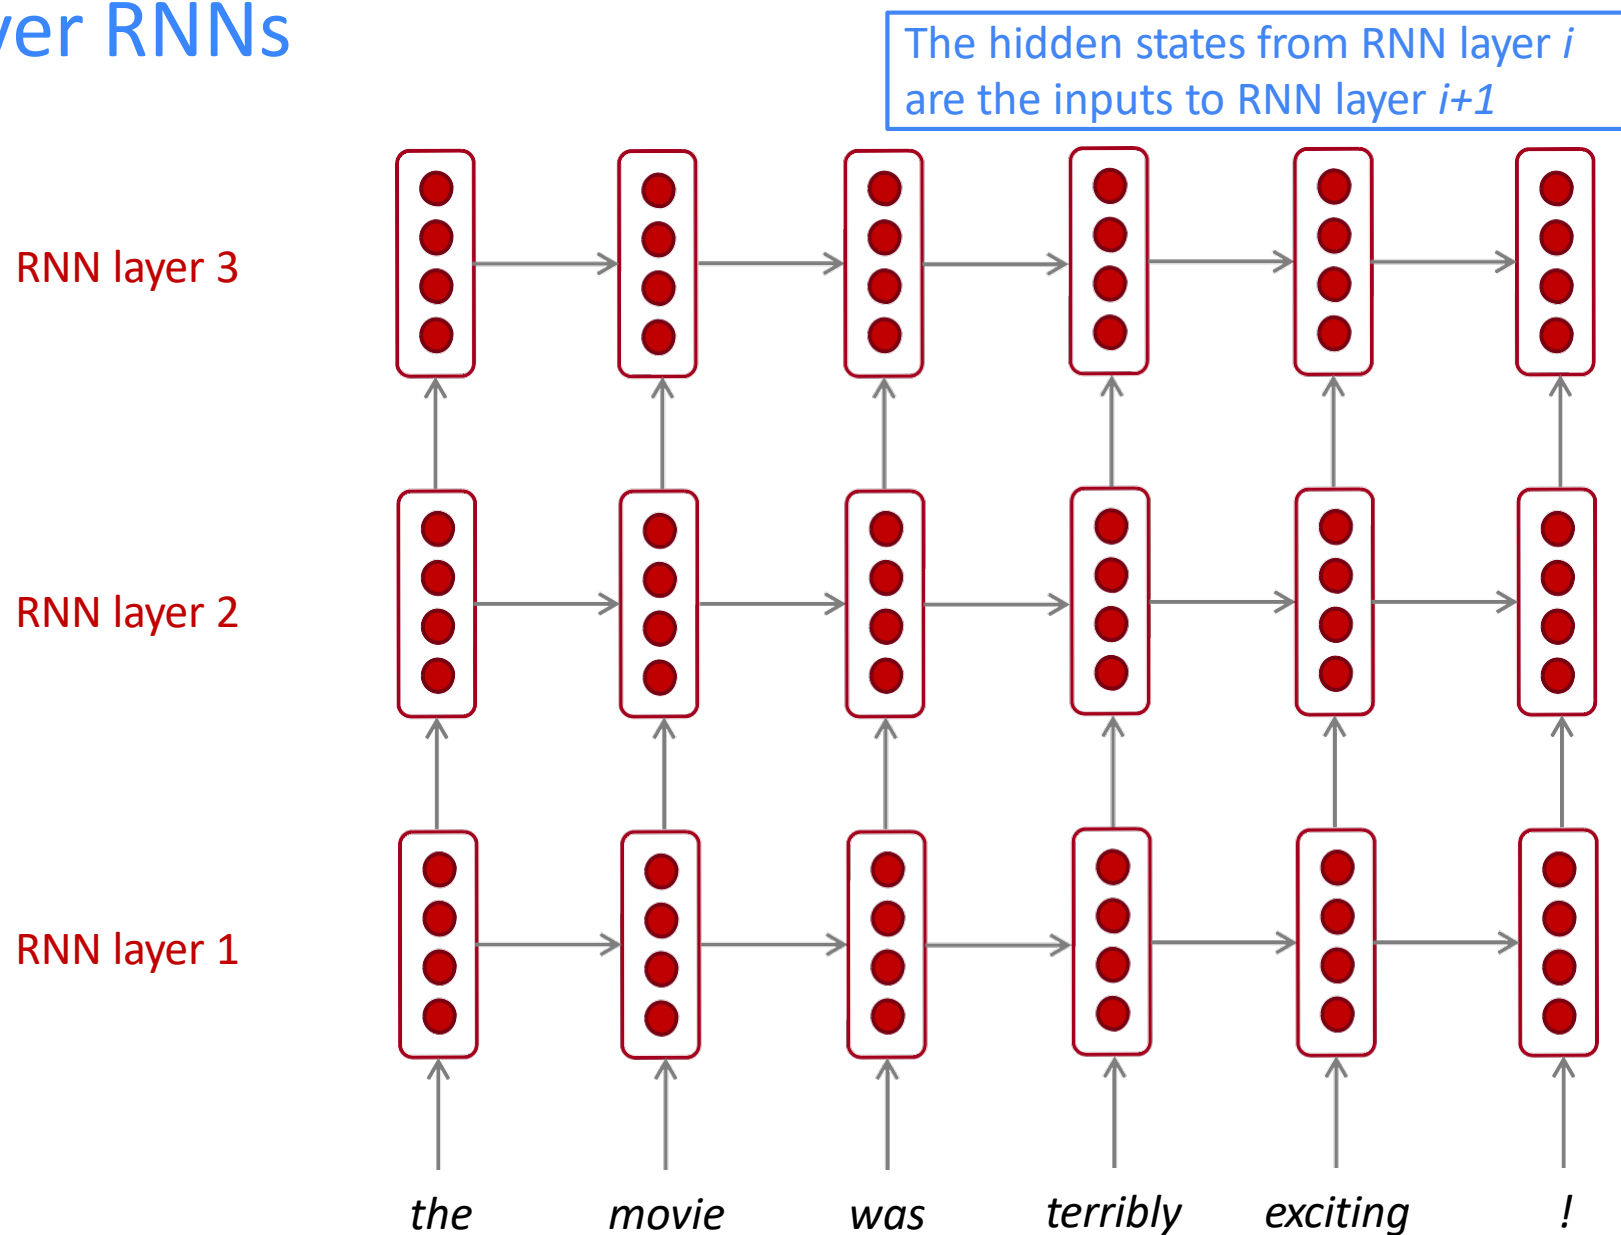 yer RNNs
The hidden states from RNN layer i
are the inputs to RNN layer i+1
RNN layer 3
RNN layer 2
RNN layer 1
the movie was terribly exciting !